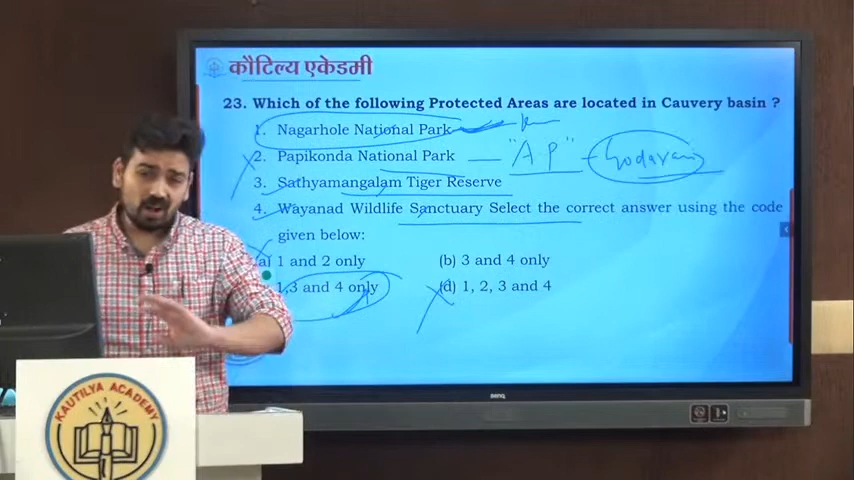 कौटिल्य एकेडमी
23. Which of the following Protected Areas are located in Cauvery basin ?
1. Nagarhole National Park
2. Papikonda National Park — "AP" - Godavari
3. Sathyamangalam Tiger Reserve
4. Wayanad Wildlife Sanctuary Select the correct answer using the code
given below:
a) 1 and 2 only (b) 3 and 4 only
1,3 and 4 only (d) 1, 2, 3 and 4
BenQ
KAUTILYA ACADEMY